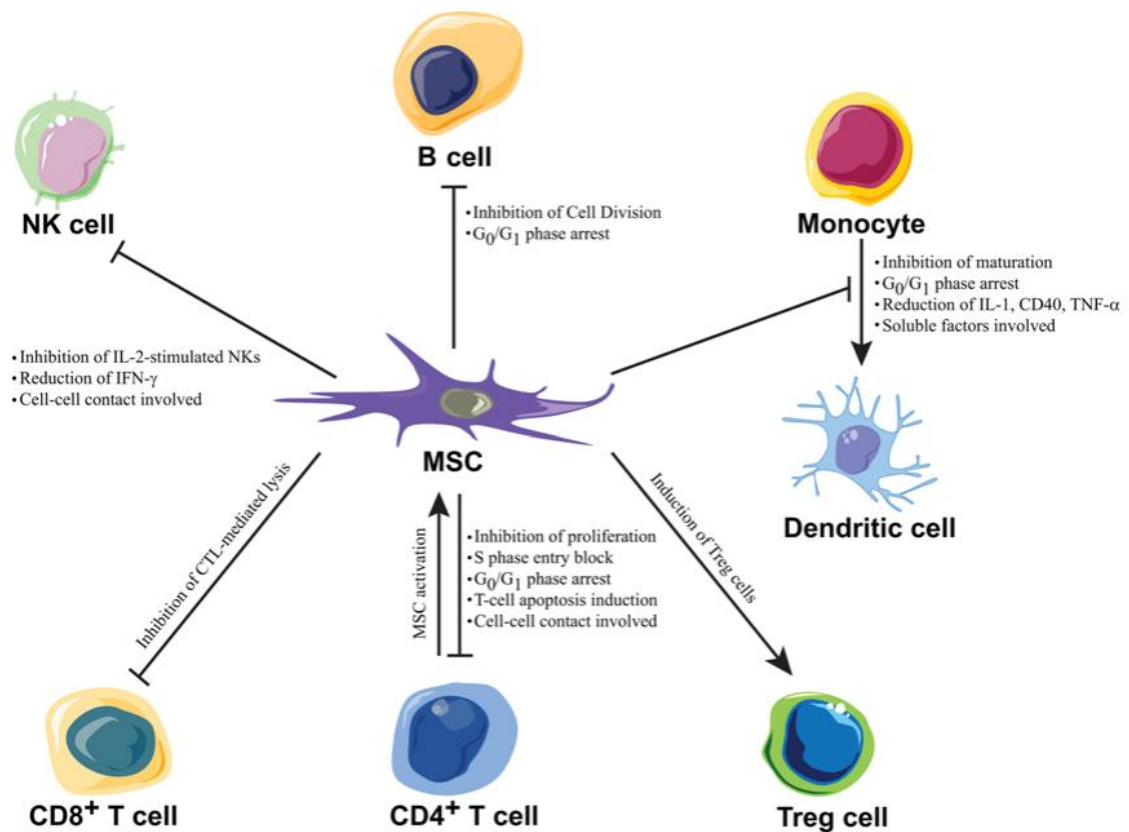 B cell
NK cell
Monocyte
•Inhibition of Cell Division
•G0/G1 phase arrest
•Inhibition of maturation
•G0/G1 phase arrest
•Reduction of IL-1, CD40, TNF-α
•Soluble factors involved
•Inhibition of IL-2-stimulated NKs
•Reduction of IFN-γ
•Cell-cell contact involved
MSC
Dendritic cell
Inhibition of CTL-mediated lysis
MSC activation
•Inhibition of proliferation
•S phase entry block
•G0/G1 phase arrest
•T-cell apoptosis induction
•Cell-cell contact involved
Induction of Treg cells
CD8+ T cell
CD4+ T cell
Treg cell